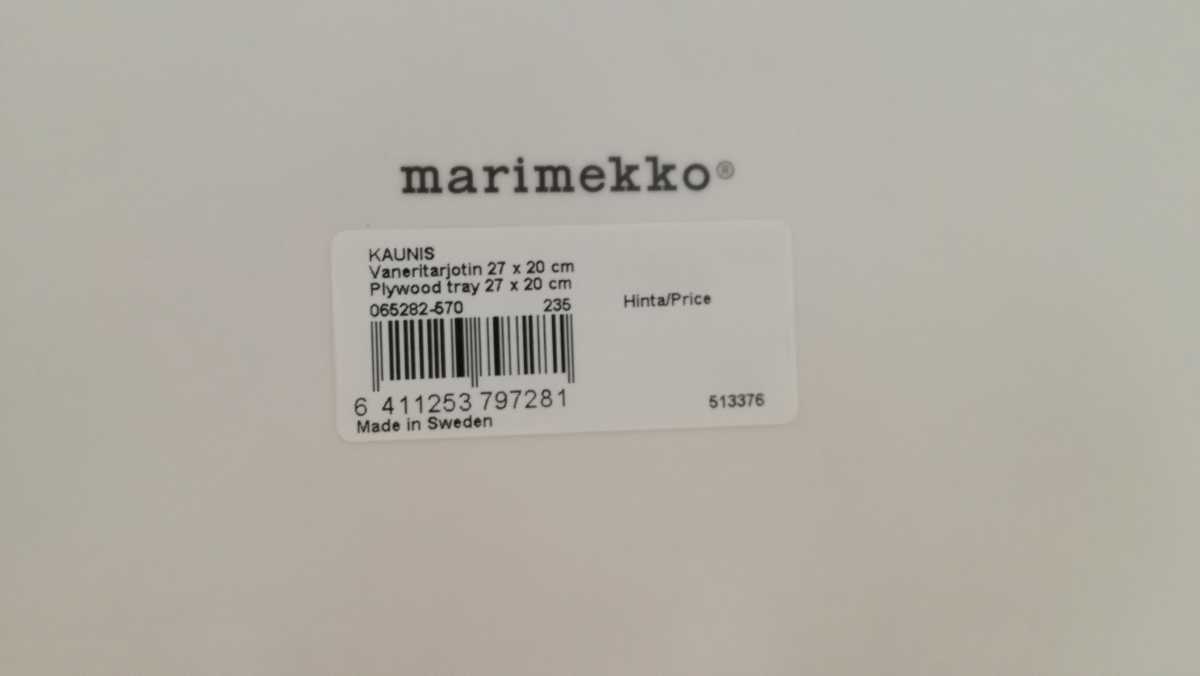 marimekko®
KAUNIS
Vaneritarjotin 27 x 20 cm
Plywood tray 27 x 20 cm
065282-570 235
Hinta/Price
6 411253 797281
513376
Made in Sweden